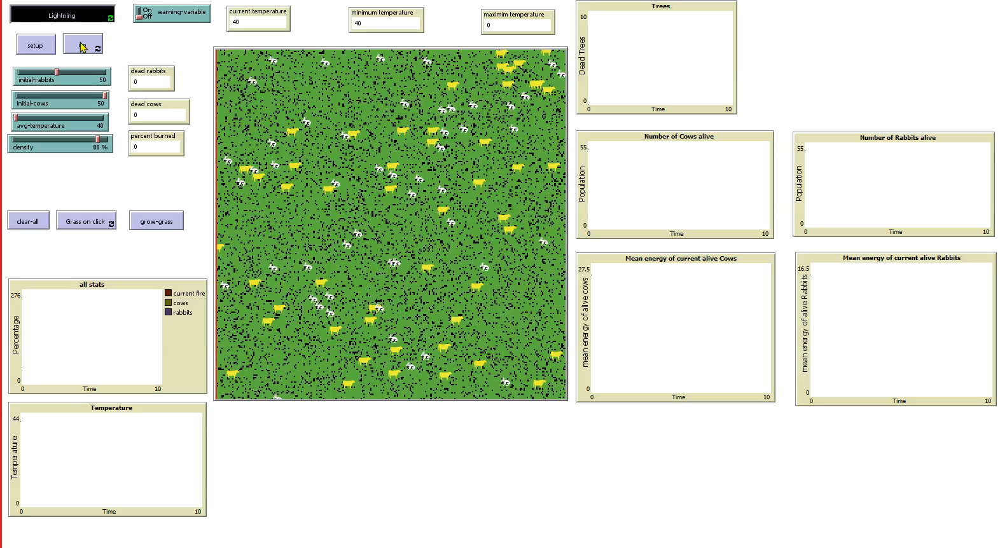 Lightning
On
Off
warning-variable
current temperature
40
minimum temperature
40
maximim temperature
0
setup
initial-rabbits 50
initial-cows 50
avg-temperature 40
density 88 %
dead rabbits
0
dead cows
0
percent burned
0
clear-all
Grass on click
grow-grass
all stats
276
Percentage
0
0 Time 10
current fire
cows
rabbits
Temperature
44
Temperature
0
0 Time 10
Trees
10
Dead Trees
0
0 Time 10
Number of Cows alive
55
Population
0
0 Time 10
Number of Rabbits alive
55
Population
0
0 Time 10
Mean energy of current alive Cows
27.5
mean energy of alive cows
0
0 Time 10
Mean energy of current alive Rabbits
16.5
mean energy of alive Rabbits
0
0 Time 10